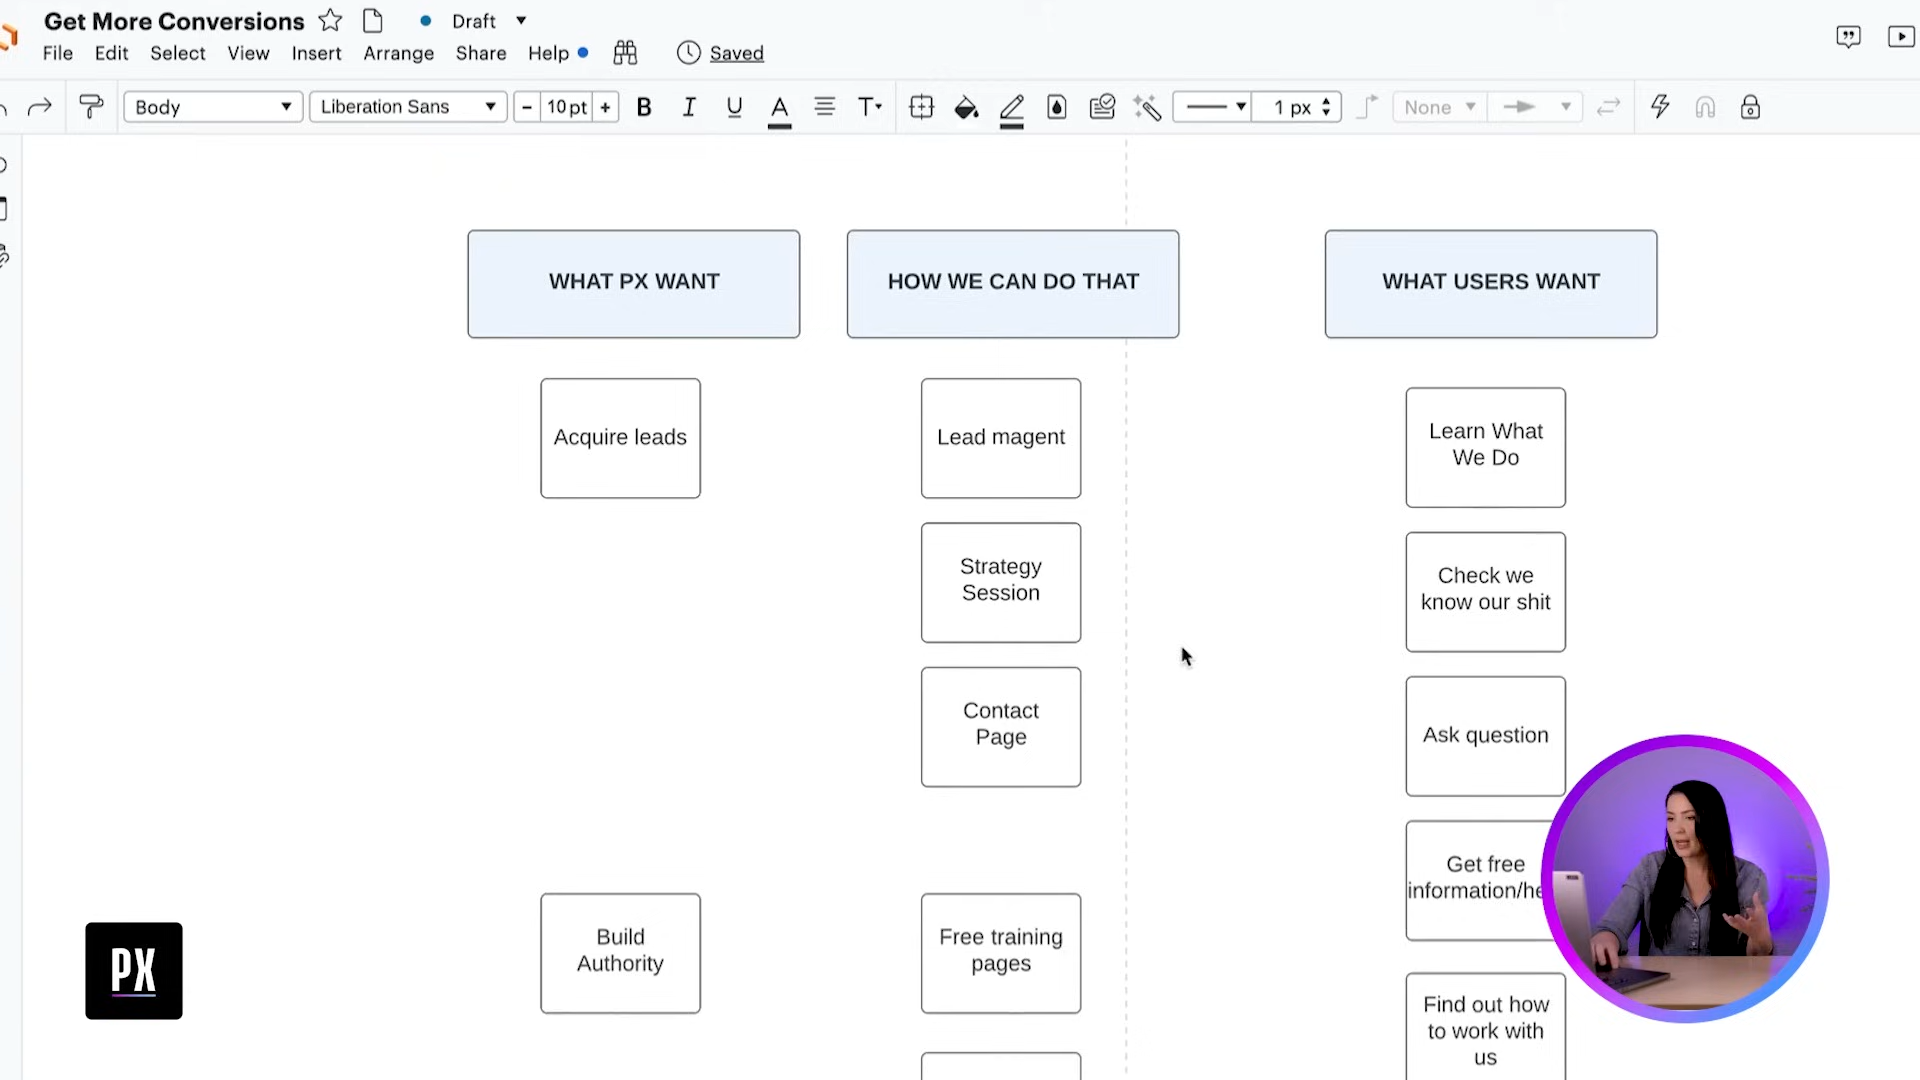 Get More Conversions
Draft
File Edit Select View Insert Arrange Share Help
Saved
Body
Liberation Sans
- 10 pt +
B I U A T
1 px
None
WHAT PX WANT
HOW WE CAN DO THAT
WHAT USERS WANT
Acquire leads
Lead magent
Strategy
Session
Contact
Page
Build
Authority
Free training
pages
Learn What
We Do
Check we
know our shit
Ask question
Get free
Find out how
to work with
us
PX